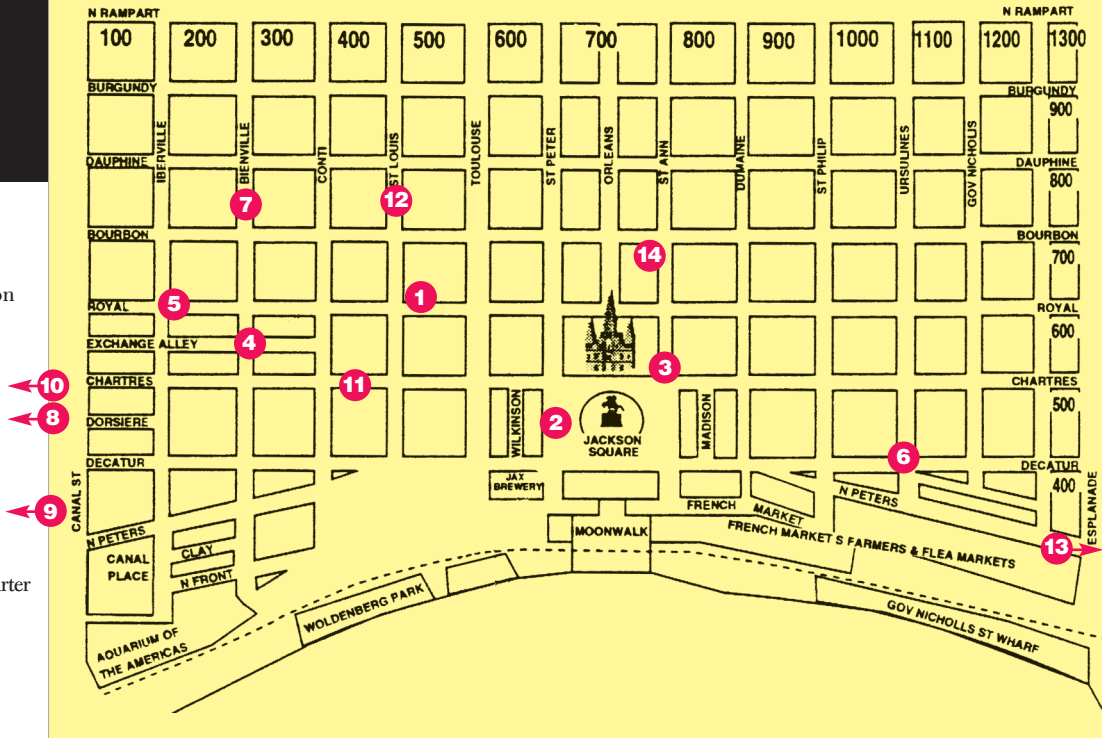 N RAMPART
N RAMPART
100 200 300 400 500 600 700 800 900 1000 1100 1200 1300
BURGUNDY
BURGUNDY
900
IBERVILLE
BIENVILLE
CONTI
ST LOUIS
TOULOUSE
ST PETER
ORLEANS
ST ANN
DUMAINE
ST PHILIP
URSULINES
GOV NICHOLIS
DAUPHINE
DAUPHINE
800
7
12
BOURBON
BOURBON
700
14
on
1
5
ROYAL
ROYAL
600
4
EXCHANGE ALLEY
3
10
CHARTRES
11
CHARTRES
500
8
DORSIERE
WILKINSON
2
JACKSON
SQUARE
MADISON
6
DECATUR
DECATUR
400
CANAL ST
JAX
BREWERY
N PETERS
ESPLANADE
9
FRENCH
MARKET
N PETERS
MOONWALK
FRENCH MARKET S FARMERS & FLEA MARKETS
13
CLAY
CANAL
PLACE
N FRONT
rter
WOLDENBERG PARK
GOV NICHOLLS ST WHARF
AQUARIUM OF
THE AMERICAS